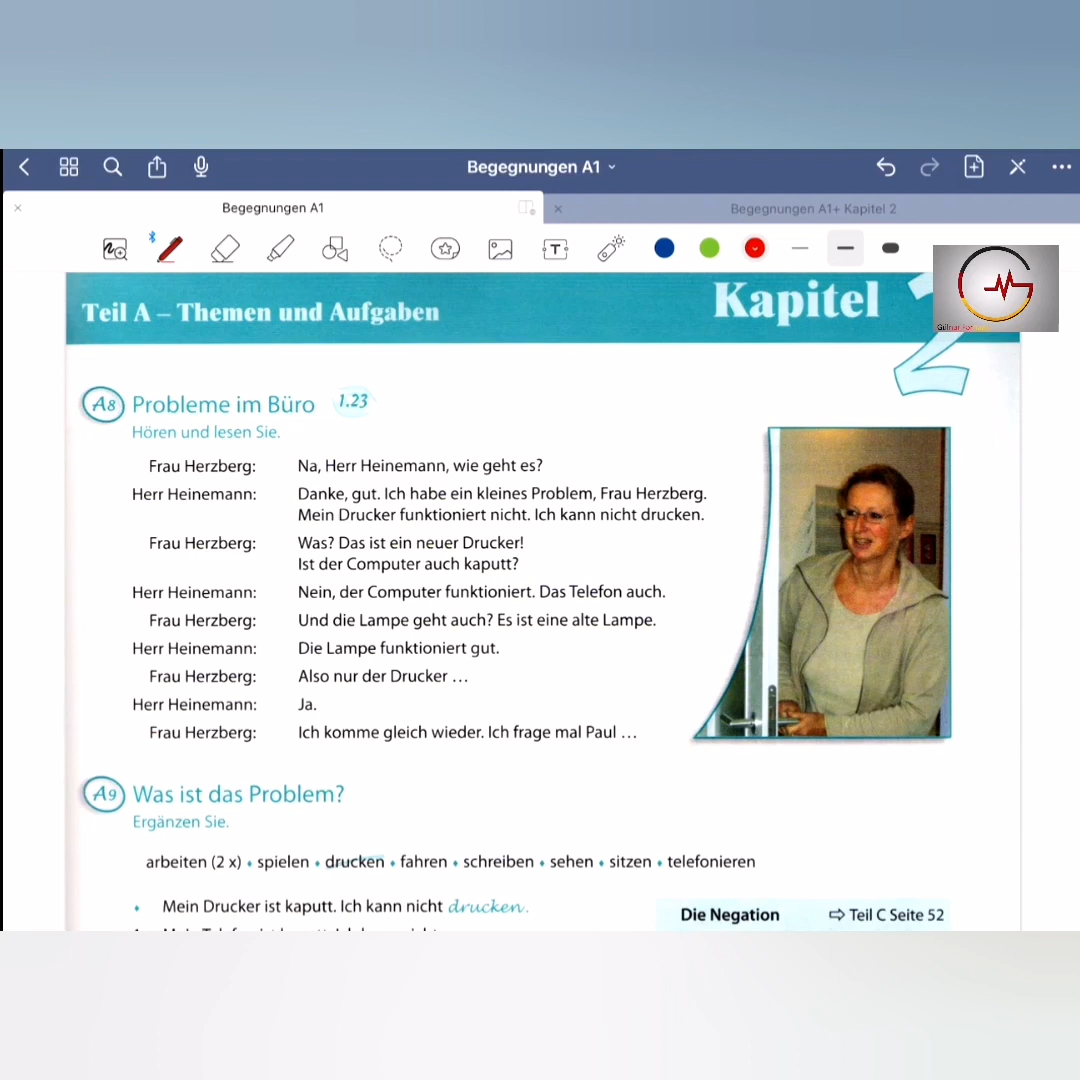 Begegnungen A1
Begegnungen A1
Begegnungen A1+ Kapitel 2
Teil A – Themen und Aufgaben
Kapitel 2
A8 Probleme im Büro 1.23
Hören und lesen Sie.
Frau Herzberg: Na, Herr Heinemann, wie geht es?
Herr Heinemann: Danke, gut. Ich habe ein kleines Problem, Frau Herzberg.
Mein Drucker funktioniert nicht. Ich kann nicht drucken.
Frau Herzberg: Was? Das ist ein neuer Drucker!
Ist der Computer auch kaputt?
Herr Heinemann: Nein, der Computer funktioniert. Das Telefon auch.
Frau Herzberg: Und die Lampe geht auch? Es ist eine alte Lampe.
Herr Heinemann: Die Lampe funktioniert gut.
Frau Herzberg: Also nur der Drucker …
Herr Heinemann: Ja.
Frau Herzberg: Ich komme gleich wieder. Ich frage mal Paul …
A9 Was ist das Problem?
Ergänzen Sie.
arbeiten (2 x) • spielen • drucken • fahren • schreiben • sehen • sitzen • telefonieren
• Mein Drucker ist kaputt. Ich kann nicht drucken.
Die Negation ⇨ Teil C Seite 52